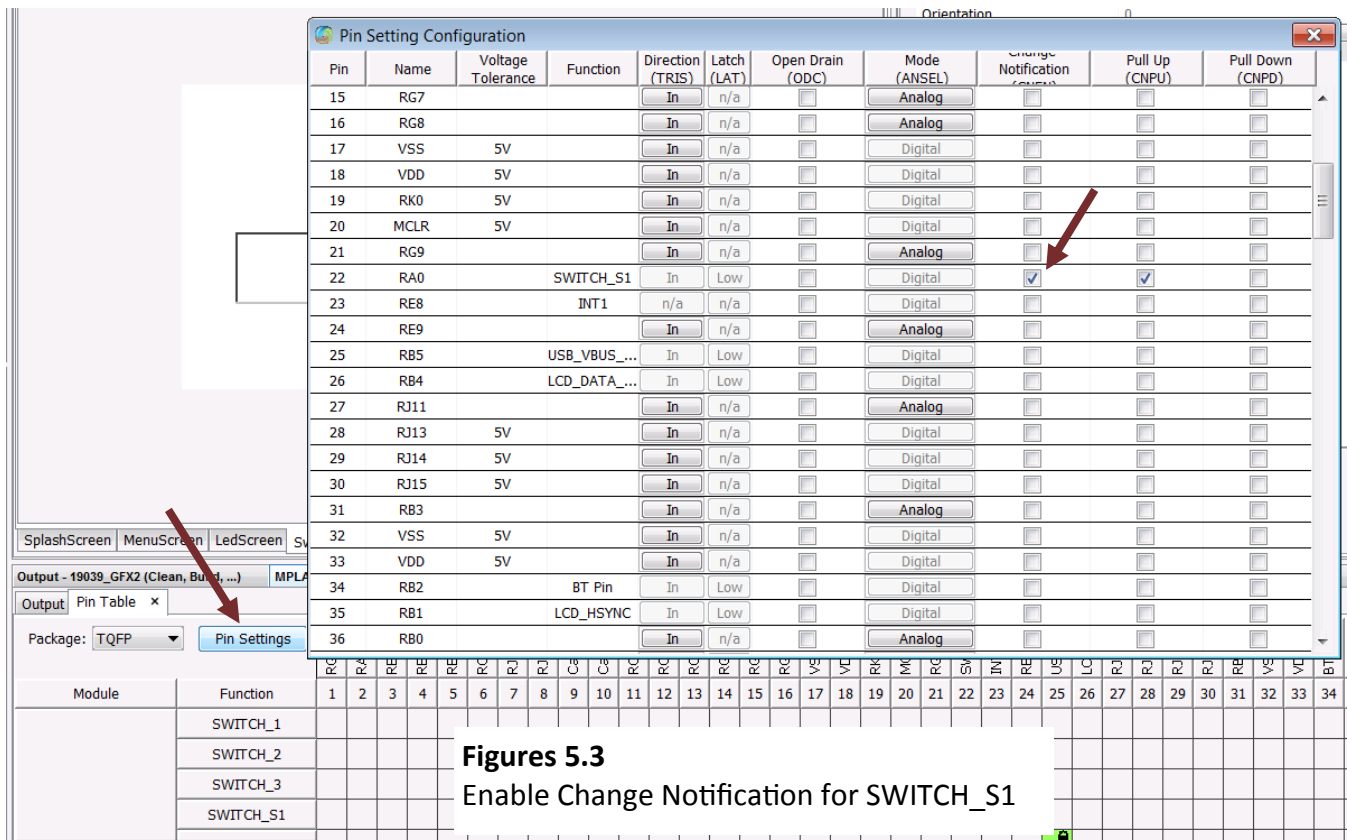 Orientation 0
Pin Setting Configuration
Pin Name Voltage Tolerance Function Direction (TRIS) Latch (LAT) Open Drain (ODC) Mode (ANSEL) Change Notification (CNEN) Pull Up (CNPU) Pull Down (CNPD)
15 RG7 In n/a Analog
16 RG8 In n/a Analog
17 VSS 5V In n/a Digital
18 VDD 5V In n/a Digital
19 RK0 5V In n/a Digital
20 MCLR 5V In n/a Digital
21 RG9 In n/a Analog
22 RA0 SWITCH_S1 In Low Digital
23 RE8 INT1 n/a n/a Digital
24 RE9 In n/a Analog
25 RB5 USB_VBUS_... In Low Digital
26 RB4 LCD_DATA_... In Low Digital
27 RJ11 In n/a Analog
28 RJ13 5V In n/a Digital
29 RJ14 5V In n/a Digital
30 RJ15 5V In n/a Digital
31 RB3 In n/a Analog
32 VSS 5V In n/a Digital
33 VDD 5V In n/a Digital
34 RB2 BT Pin In Low Digital
35 RB1 LCD_HSYNC In Low Digital
36 RB0 In n/a Analog
SplashScreen MenuScreen LedScreen
Output - 19039_GFX2 (Clean, Build, ...) MPLA
Output Pin Table ×
Package: TQFP Pin Settings
Module Function 1 2 3 4 5 6 7 8 9 10 11 12 13 14 15 16 17 18 19 20 21 22 23 24 25 26 27 28 29 30 31 32 33 34
SWITCH_1
SWITCH_2
SWITCH_3
SWITCH_S1
Figures 5.3
Enable Change Notification for SWITCH_S1